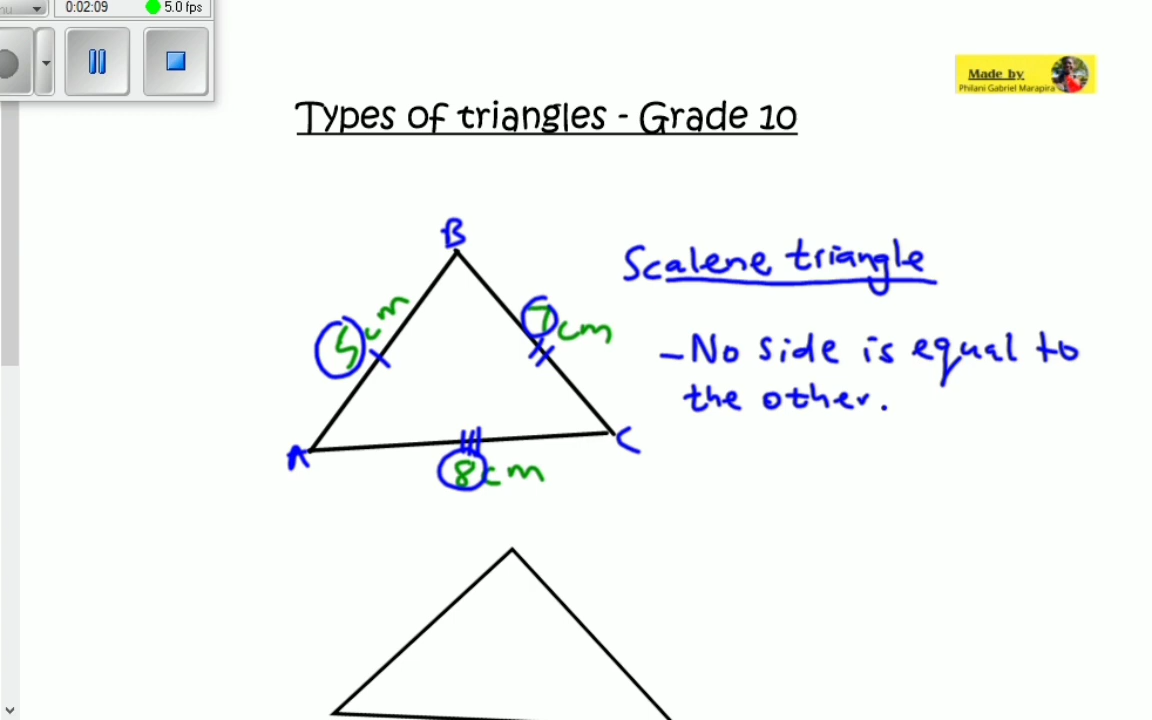 0:02:09
5.0 fps
Made by
Philani Gabriel Marapira
Types of triangles - Grade 10
B
Scalene triangle
5cm
7cm
- No side is equal to
the other.
A
C
8cm